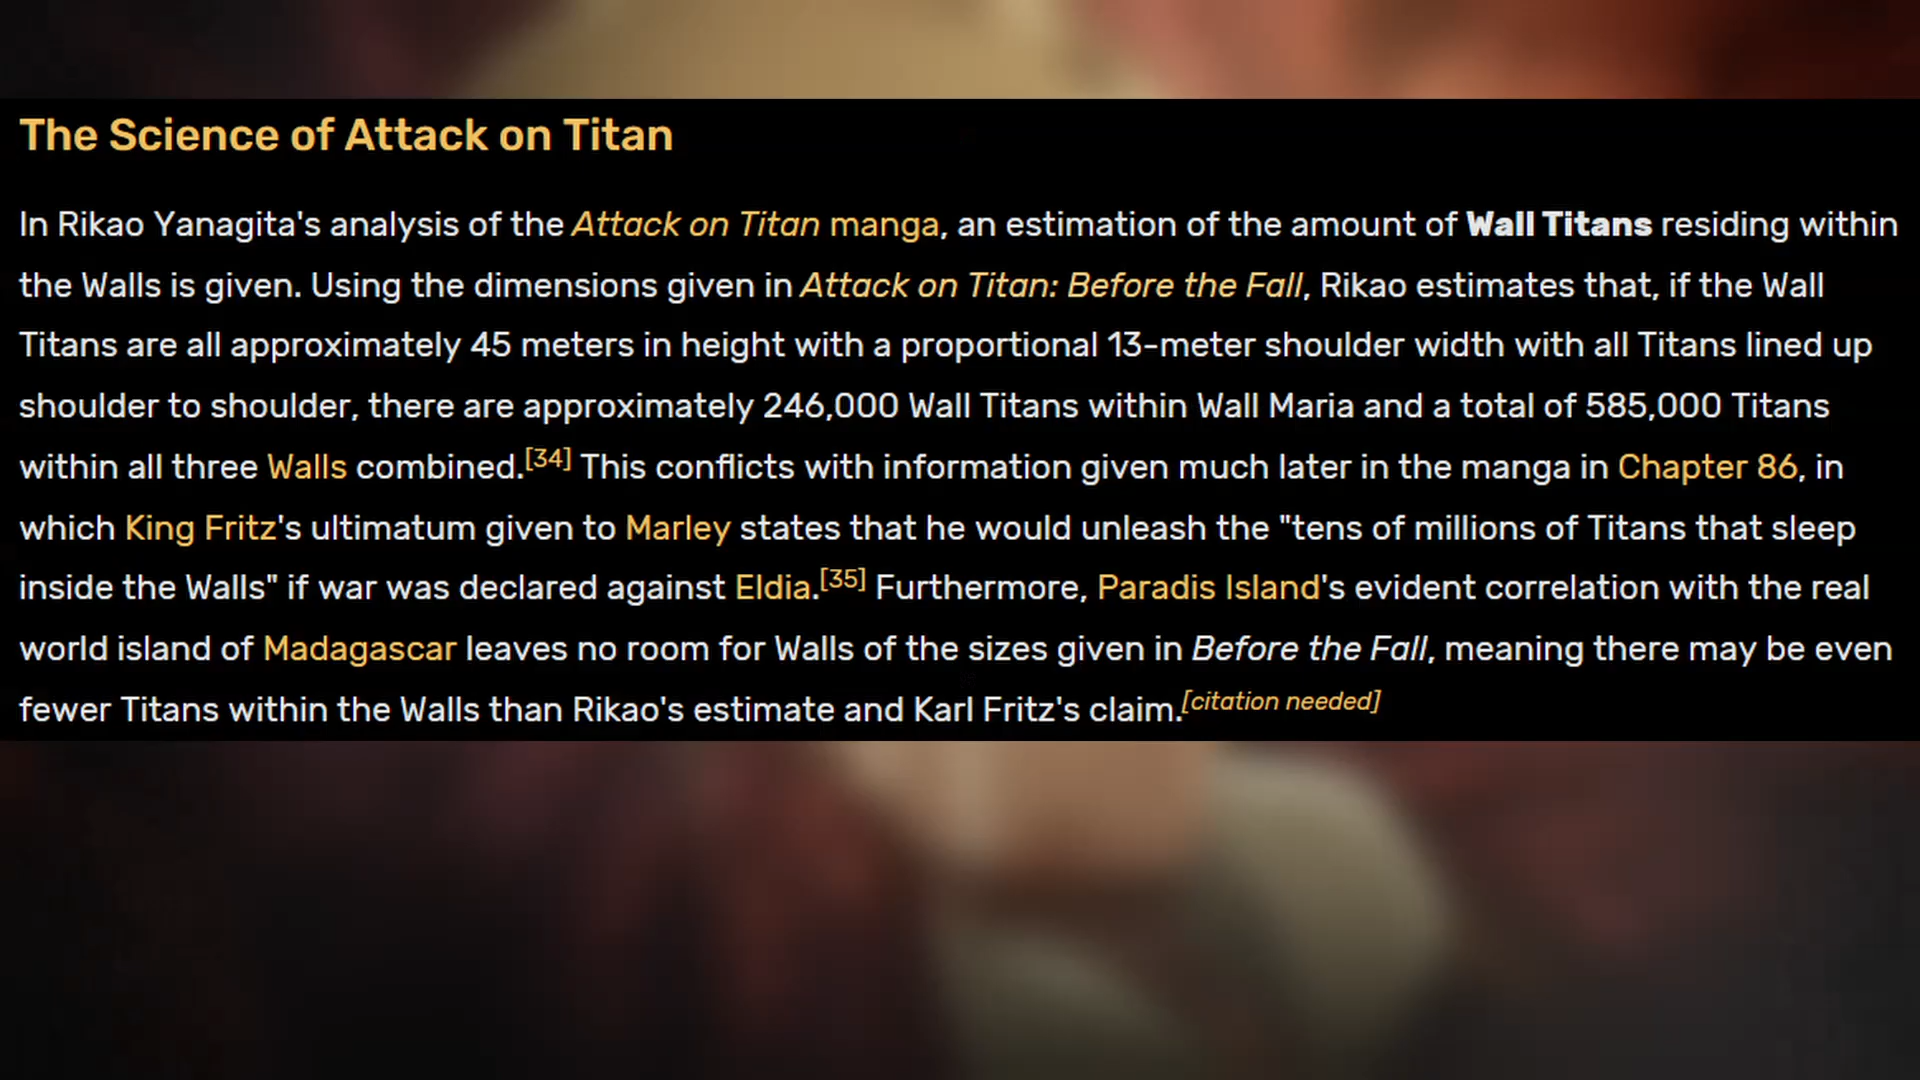 The Science of Attack on Titan
In Rikao Yanagita's analysis of the Attack on Titan manga, an estimation of the amount of Wall Titans residing within
the Walls is given. Using the dimensions given in Attack on Titan: Before the Fall, Rikao estimates that, if the Wall
Titans are all approximately 45 meters in height with a proportional 13-meter shoulder width with all Titans lined up
shoulder to shoulder, there are approximately 246,000 Wall Titans within Wall Maria and a total of 585,000 Titans
within all three Walls combined.[34] This conflicts with information given much later in the manga in Chapter 86, in
which King Fritz's ultimatum given to Marley states that he would unleash the "tens of millions of Titans that sleep
inside the Walls" if war was declared against Eldia.[35] Furthermore, Paradis Island's evident correlation with the real
world island of Madagascar leaves no room for Walls of the sizes given in Before the Fall, meaning there may be even
fewer Titans within the Walls than Rikao's estimate and Karl Fritz's claim.[citation needed]